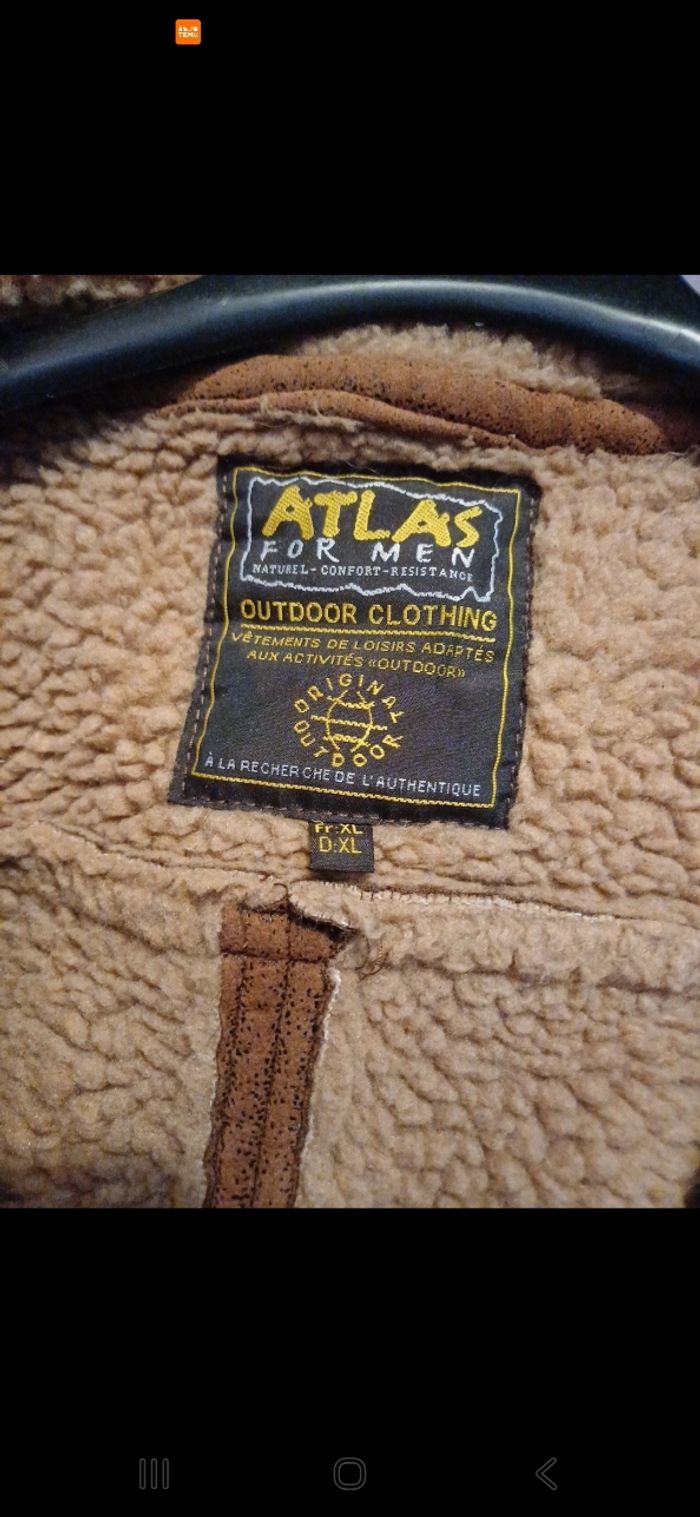 TEMU
ATLAS
FOR MEN
NATUREL-CONFORT-RESISTANCE
OUTDOOR CLOTHING
VÊTEMENTS DE LOISIRS ADAPTÉS
AUX ACTIVITÉS «OUTDOOR»
ORIGINAL
OUTDOOR
À LA RECHERCHE DE L'AUTHENTIQUE
Fr:XL
D:XL